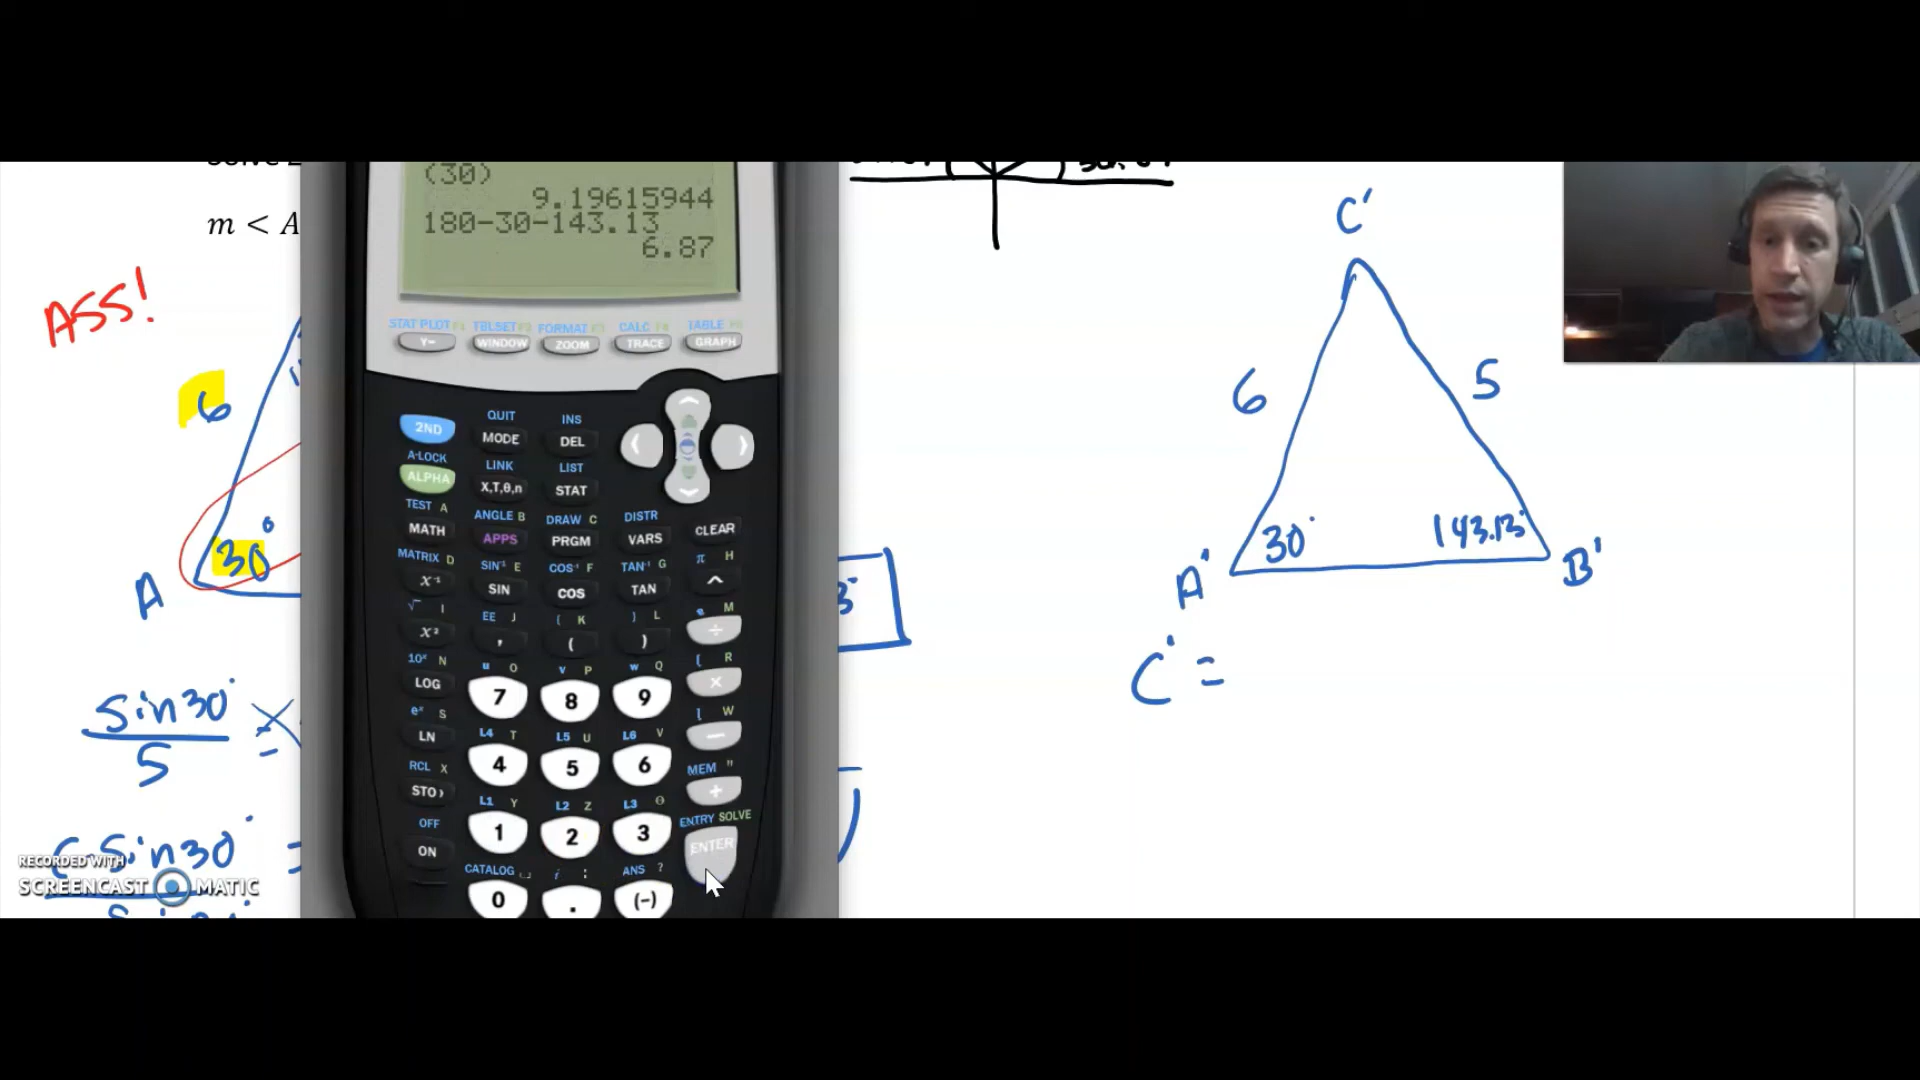 m < A
ASS!
6
30°
A
sin30°
5
=
c sin30°
=
(30)
9.19615944
180-30-143.13
6.87
STAT PLOT F1 TBLSET F2 FORMAT F3 CALC F4 TABLE F5
Y= WINDOW ZOOM TRACE GRAPH
QUIT INS
2ND MODE DEL
A-LOCK LINK LIST
ALPHA X,T,θ,n STAT
TEST A ANGLE B DRAW C DISTR
MATH APPS PRGM VARS CLEAR
MATRIX D SIN⁻¹ E COS⁻¹ F TAN⁻¹ G π H
X⁻¹ SIN COS TAN ^
√ I EE J { K } L e M
X² , ( ) ÷
10ˣ N u O v P w Q [ R
LOG 7 8 9 ×
eˣ S L4 T L5 U L6 V ] W
LN 4 5 6 −
RCL X L1 Y L2 Z L3 Θ MEM "
STO› 1 2 3 +
OFF CATALOG ␣ i : ANS ? ENTRY SOLVE
ON 0 . (-) ENTER
C'
6 5
30° 143.13°
A' B'
C' =
RECORDED WITH
SCREENCAST MATIC